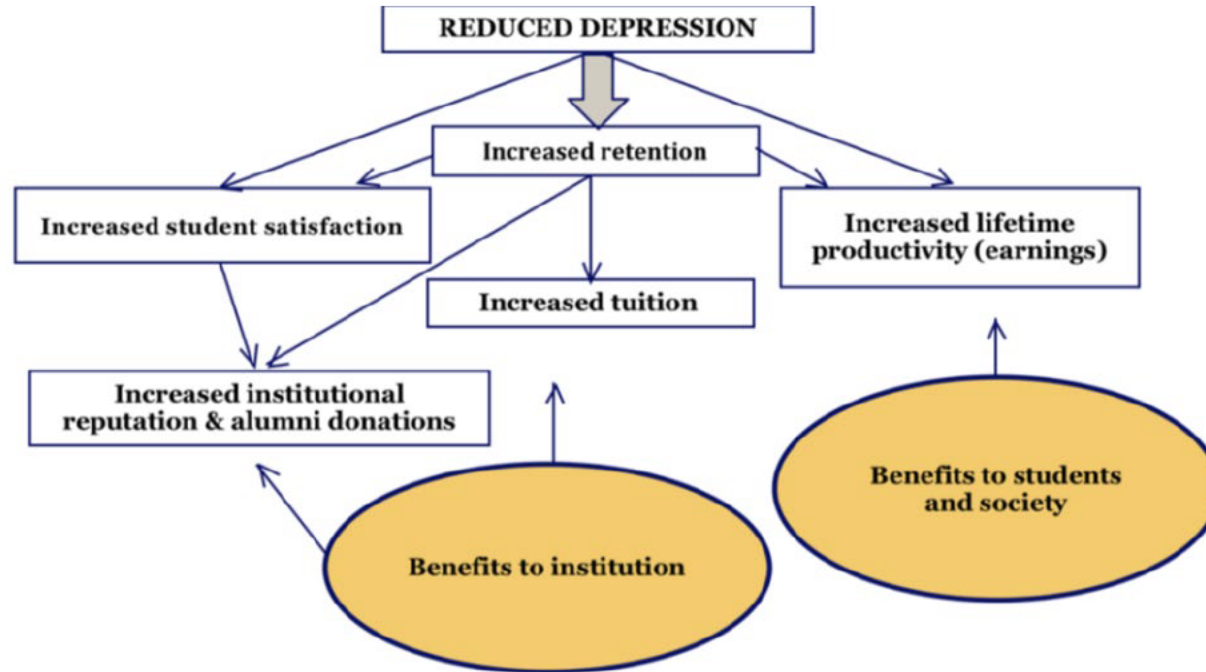 REDUCED DEPRESSION
Increased retention
Increased student satisfaction
Increased lifetime
productivity (earnings)
Increased tuition
Increased institutional
reputation & alumni donations
Benefits to students
and society
Benefits to institution